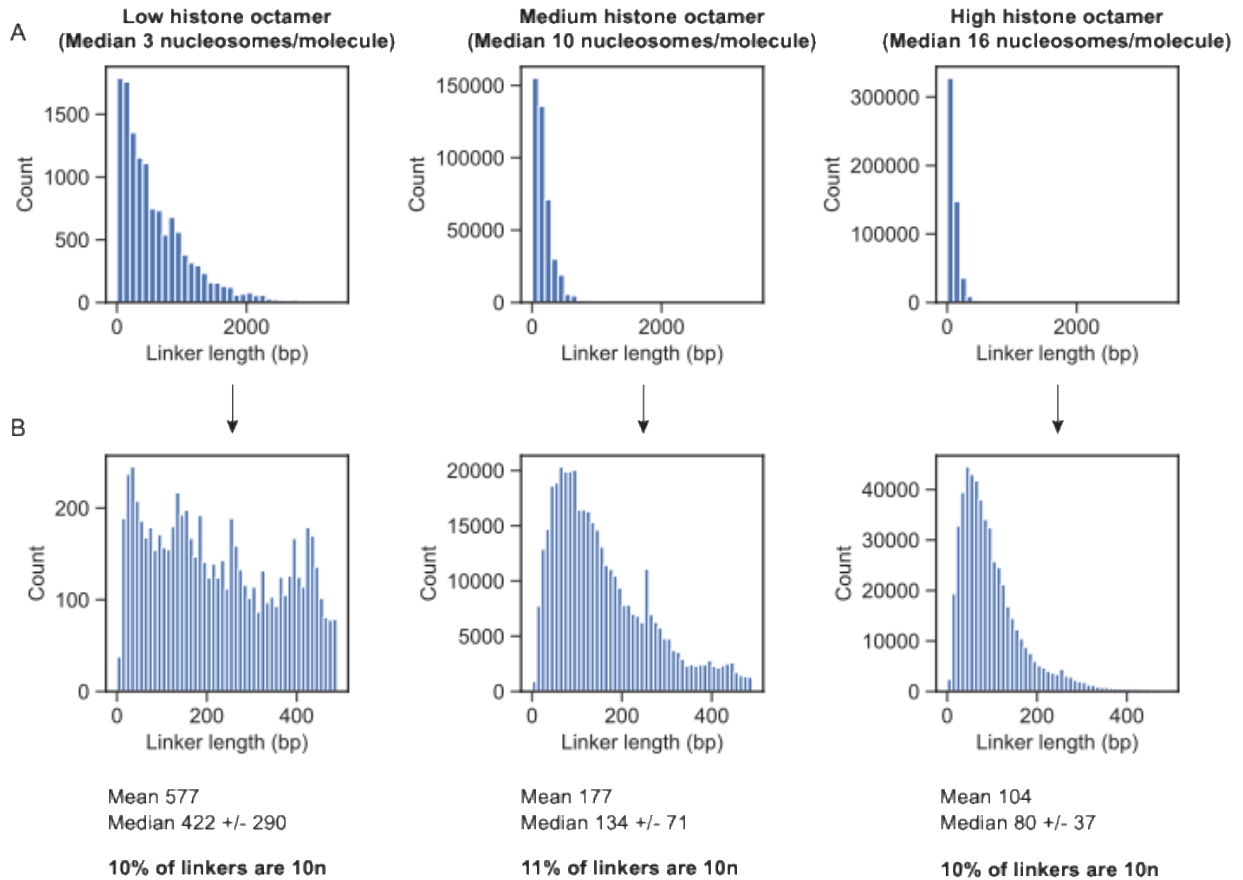 A
Low histone octamer
(Median 3 nucleosomes/molecule)
Medium histone octamer
(Median 10 nucleosomes/molecule)
High histone octamer
(Median 16 nucleosomes/molecule)
Count
1500
1000
500
0
0 2000
Linker length (bp)
Count
150000
100000
50000
0
0 2000
Linker length (bp)
Count
300000
200000
100000
0
0 2000
Linker length (bp)
B
Count
200
100
0
0 200 400
Linker length (bp)
Count
20000
15000
10000
5000
0
0 200 400
Linker length (bp)
Count
40000
30000
20000
10000
0
0 200 400
Linker length (bp)
Mean 577
Median 422 +/- 290
10% of linkers are 10n
Mean 177
Median 134 +/- 71
11% of linkers are 10n
Mean 104
Median 80 +/- 37
10% of linkers are 10n